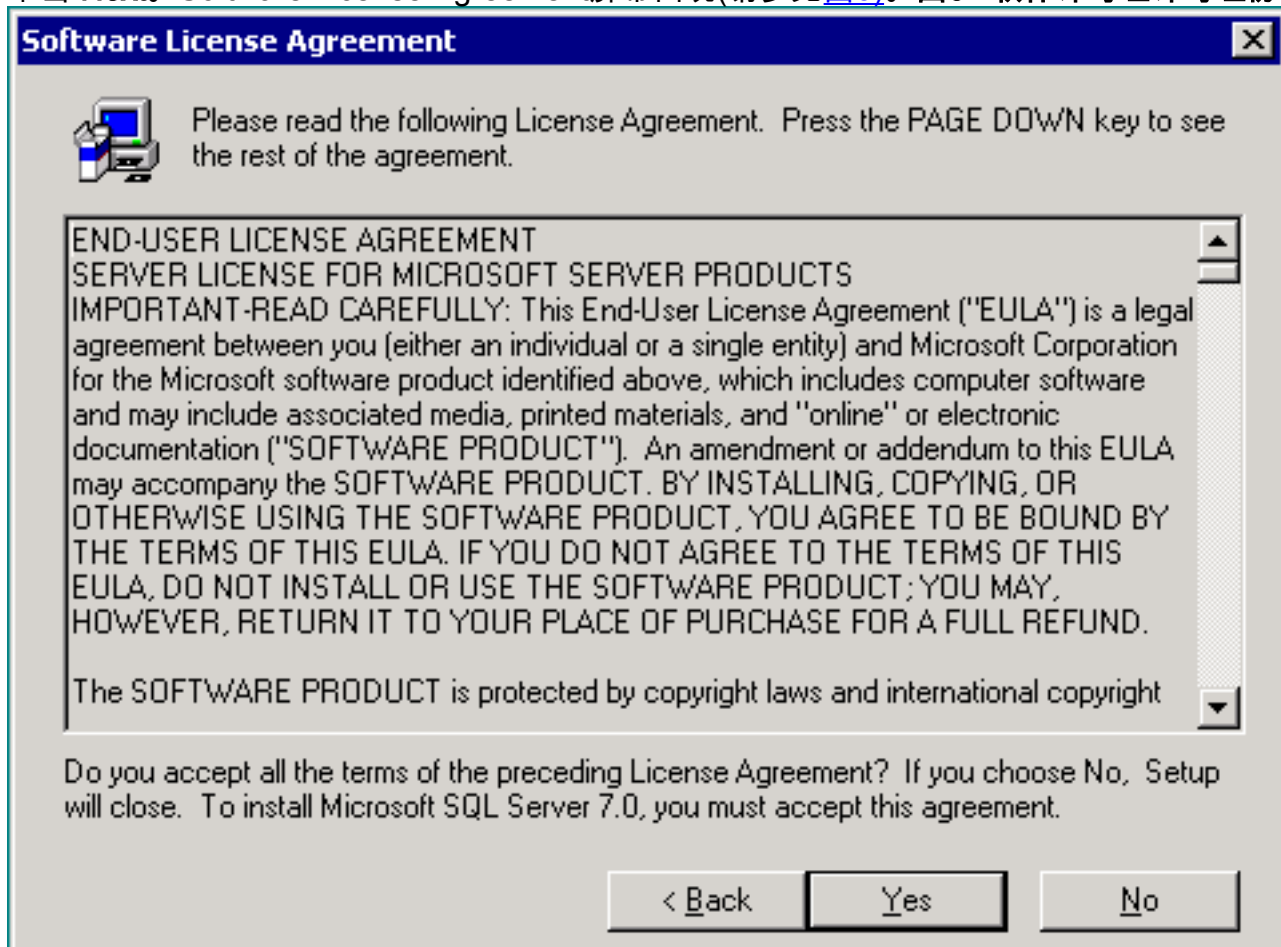 Software License Agreement
Please read the following License Agreement. Press the PAGE DOWN key to see
the rest of the agreement.
END-USER LICENSE AGREEMENT
SERVER LICENSE FOR MICROSOFT SERVER PRODUCTS
IMPORTANT-READ CAREFULLY: This End-User License Agreement ("EULA") is a legal
agreement between you (either an individual or a single entity) and Microsoft Corporation
for the Microsoft software product identified above, which includes computer software
and may include associated media, printed materials, and "online" or electronic
documentation ("SOFTWARE PRODUCT"). An amendment or addendum to this EULA
may accompany the SOFTWARE PRODUCT. BY INSTALLING, COPYING, OR
OTHERWISE USING THE SOFTWARE PRODUCT, YOU AGREE TO BE BOUND BY
THE TERMS OF THIS EULA. IF YOU DO NOT AGREE TO THE TERMS OF THIS
EULA, DO NOT INSTALL OR USE THE SOFTWARE PRODUCT; YOU MAY,
HOWEVER, RETURN IT TO YOUR PLACE OF PURCHASE FOR A FULL REFUND.
The SOFTWARE PRODUCT is protected by copyright laws and international copyright
Do you accept all the terms of the preceding License Agreement? If you choose No, Setup
will close. To install Microsoft SQL Server 7.0, you must accept this agreement.
< Back
Yes
No